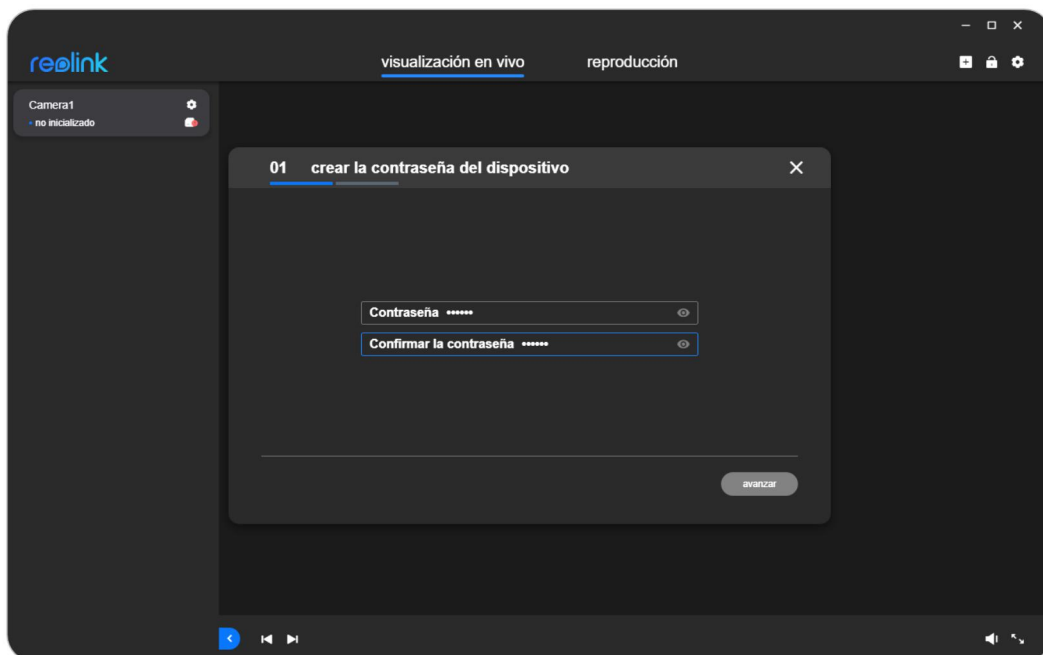 reolink
visualización en vivo reproducción
Camera1
no inicializado
01 crear la contraseña del dispositivo
Contraseña ••••••
Confirmar la contraseña ••••••
avanzar